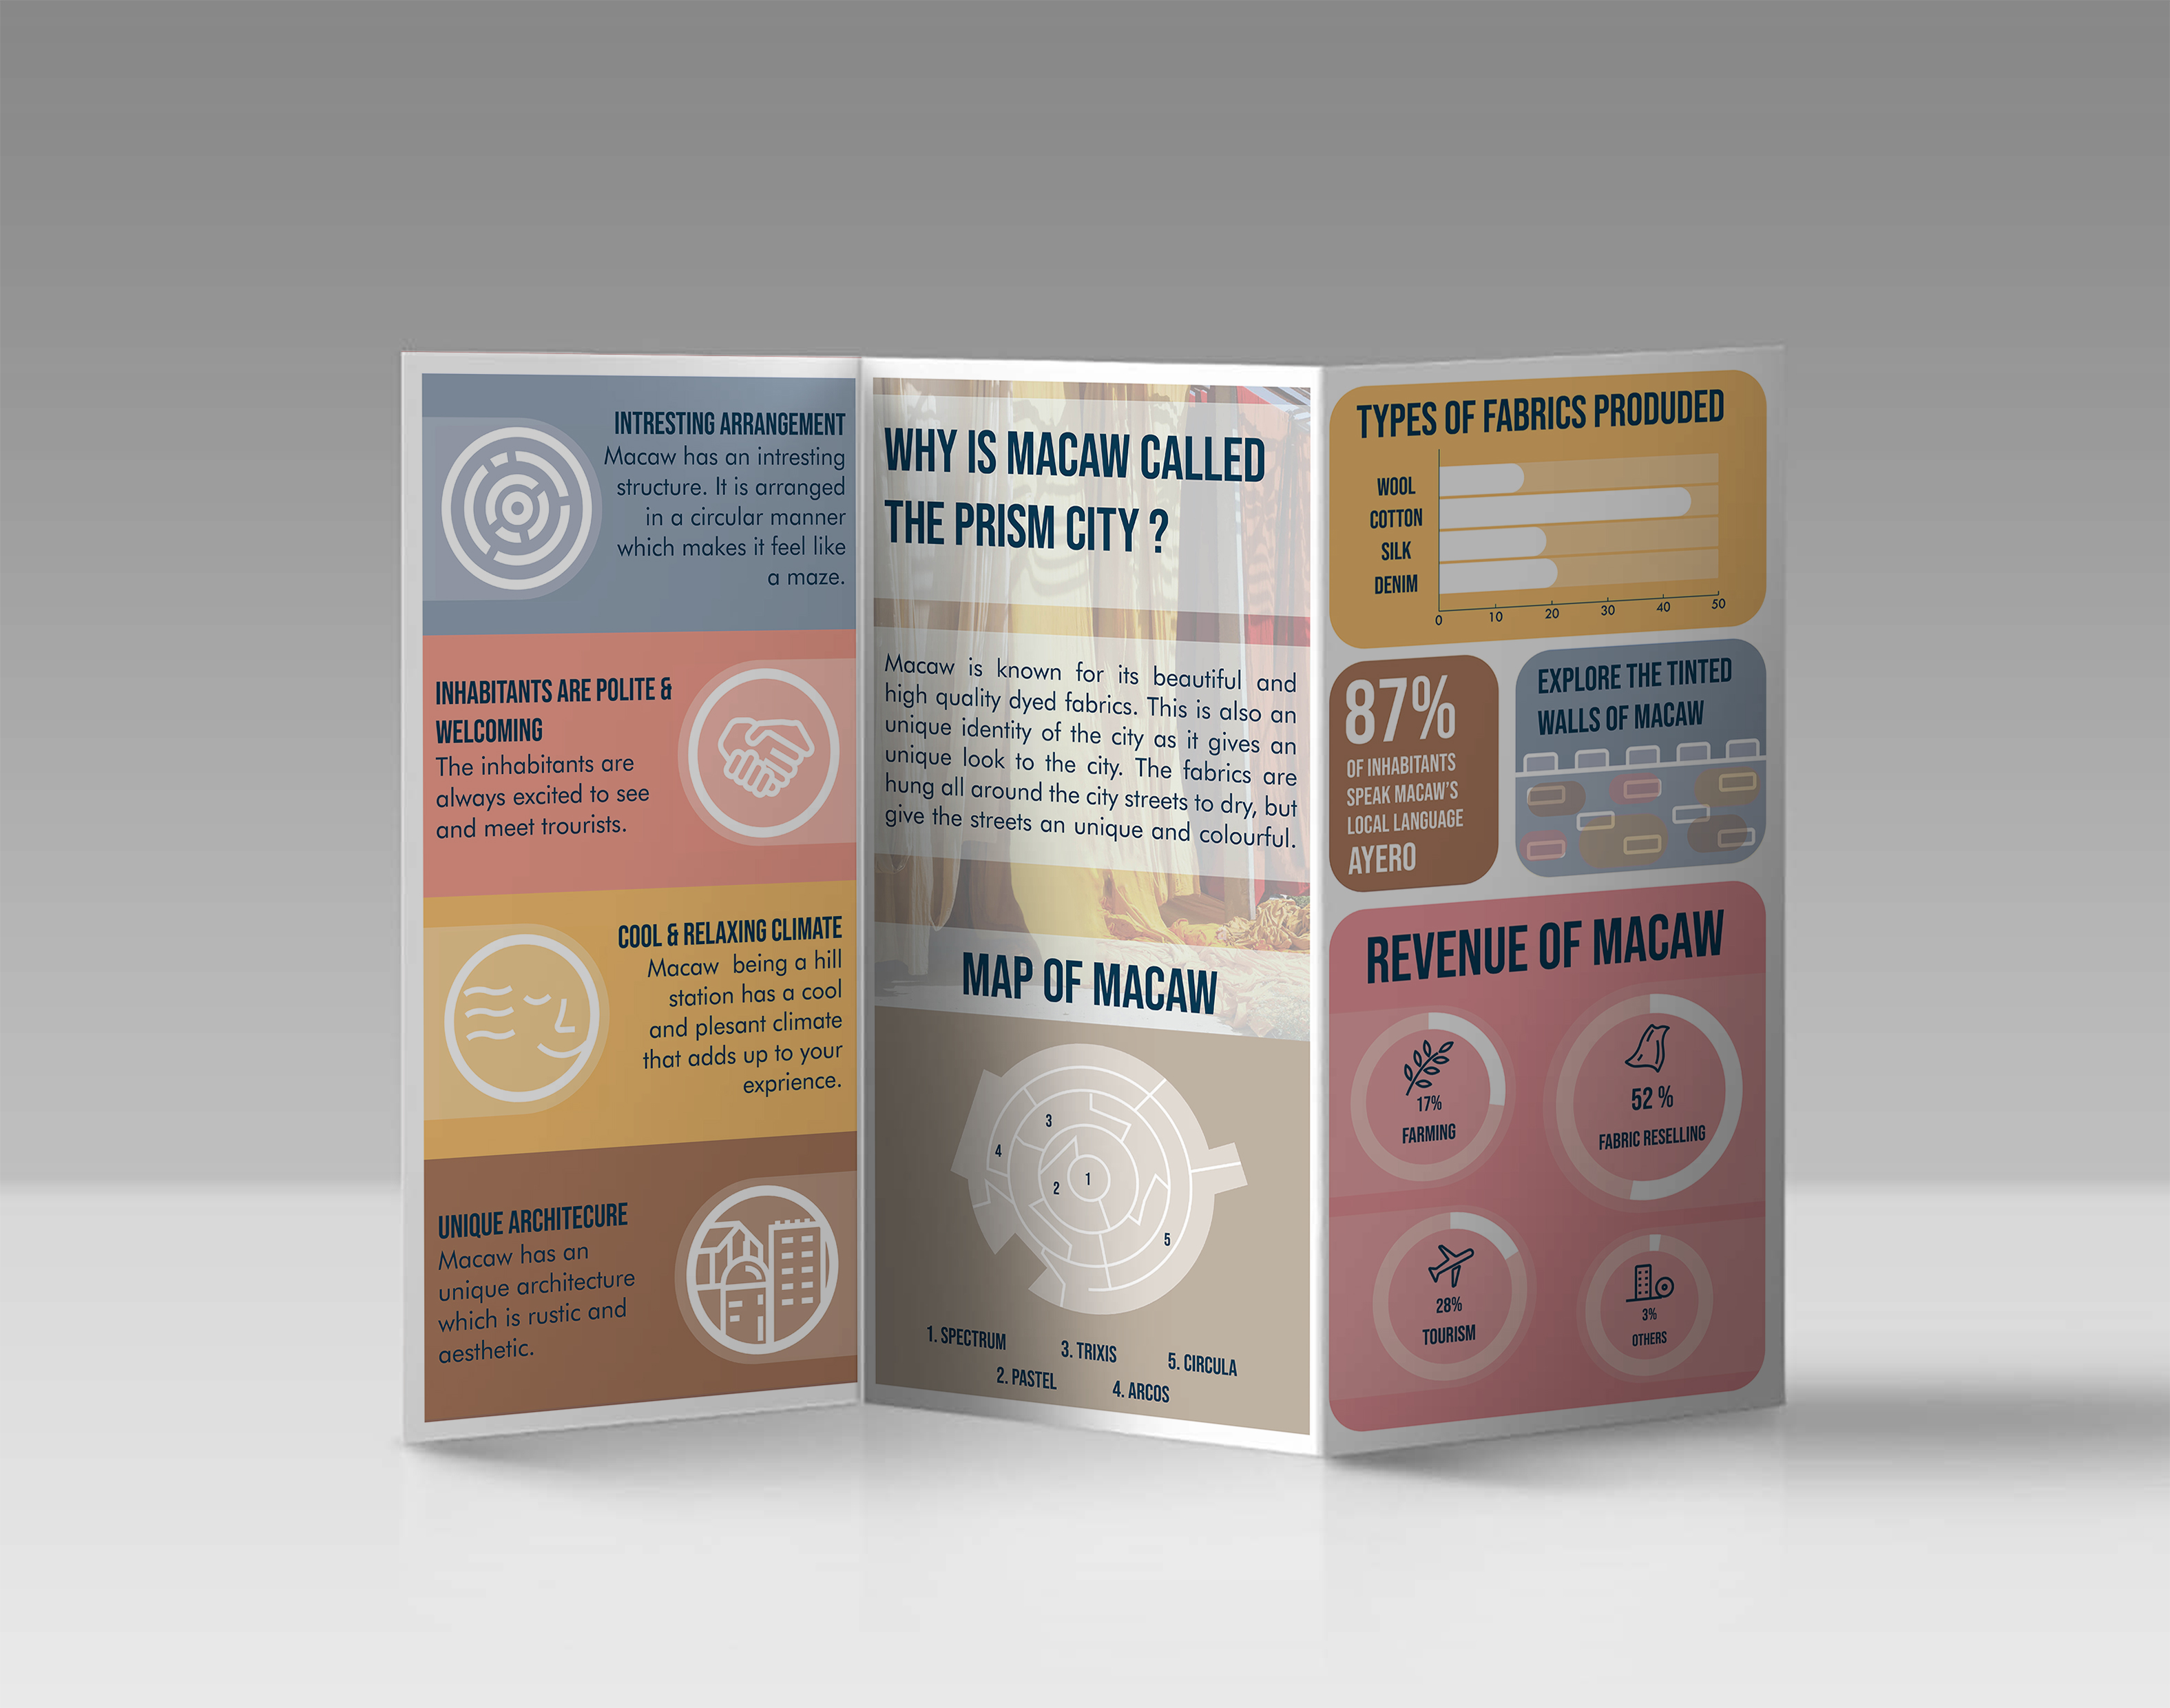 INTRESTING ARRANGEMENT
Macaw has an intresting
structure. It is arranged
in a circular manner
which makes it feel like
a maze.
INHABITANTS ARE POLITE &
WELCOMING
The inhabitants are
always excited to see
and meet trourists.
COOL & RELAXING CLIMATE
Macaw being a hill
station has a cool
and plesant climate
that adds up to your
exprience.
UNIQUE ARCHITECURE
Macaw has an
unique architecture
which is rustic and
aesthetic.
WHY IS MACAW CALLED
THE PRISM CITY ?
Macaw is known for its beautiful and
high quality dyed fabrics. This is also an
unique identity of the city as it gives an
unique look to the city. The fabrics are
hung all around the city streets to dry, but
give the streets an unique and colourful.
MAP OF MACAW
3
4
1
2
5
1. SPECTRUM
3. TRIXIS
5. CIRCULA
2. PASTEL
4. ARCOS
TYPES OF FABRICS PRODUDED
WOOL
COTTON
SILK
DENIM
0 10 20 30 40 50
87%
OF INHABITANTS
SPEAK MACAW'S
LOCAL LANGUAGE
AYERO
EXPLORE THE TINTED
WALLS OF MACAW
REVENUE OF MACAW
17%
FARMING
52 %
FABRIC RESELLING
28%
TOURISM
3%
OTHERS